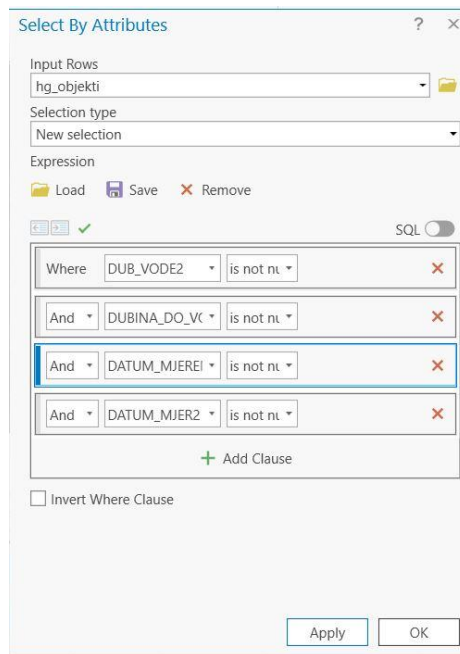 Select By Attributes ? ×
Input Rows
hg_objekti
Selection type
New selection
Expression
Load Save Remove
SQL
Where DUB_VODE2 is not nu
And DUBINA_DO_VO is not nu
And DATUM_MJERE is not nu
And DATUM_MJER2 is not nu
+ Add Clause
Invert Where Clause
Apply OK